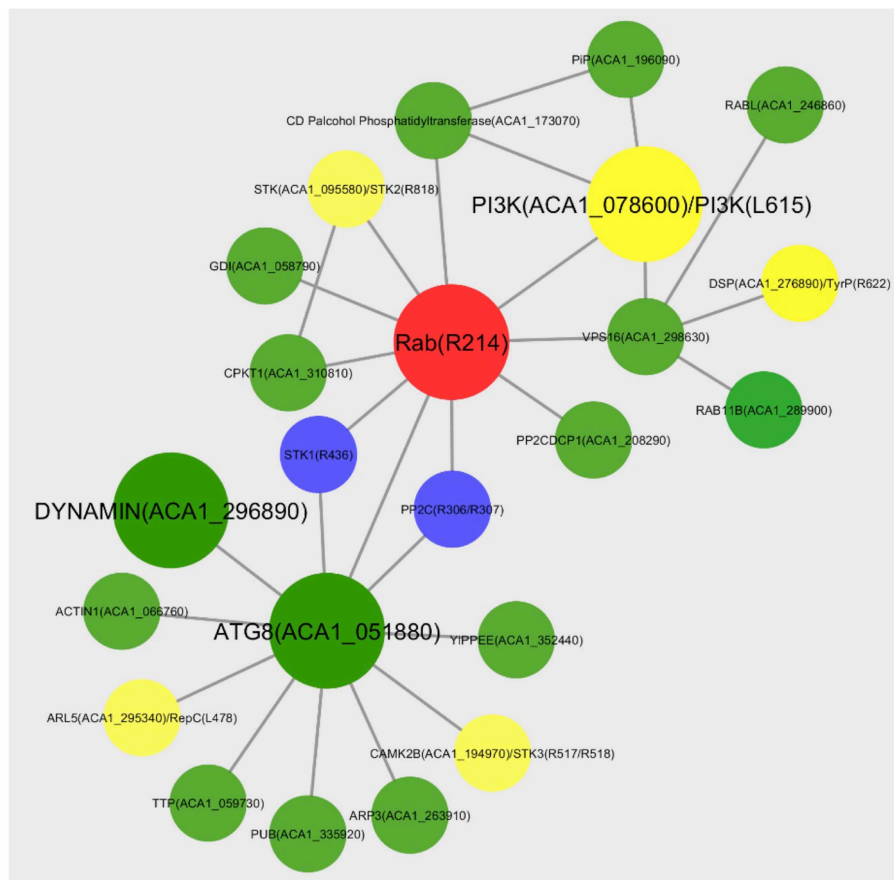 PiP(ACA1_196090)
RABL(ACA1_246860)
CD Palcohol Phosphatidyltransferase(ACA1_173070)
STK(ACA1_095580)/STK2(R818)
PI3K(ACA1_078600)/PI3K(L615)
GDI(ACA1_058790)
DSP(ACA1_276890)/TyrP(R622)
Rab(R214)
VPS16(ACA1_298630)
CPKT1(ACA1_310810)
RAB11B(ACA1_289900)
PP2CDCP1(ACA1_208290)
STK1(R436)
DYNAMIN(ACA1_296890)
PP2C(R306/R307)
ACTIN1(ACA1_066760)
ATG8(ACA1_051880)
YIPPEE(ACA1_352440)
ARL5(ACA1_295340)/RepC(L478)
CAMK2B(ACA1_194970)/STK3(R517/R518)
TTP(ACA1_059730)
ARP3(ACA1_263910)
PUB(ACA1_335920)